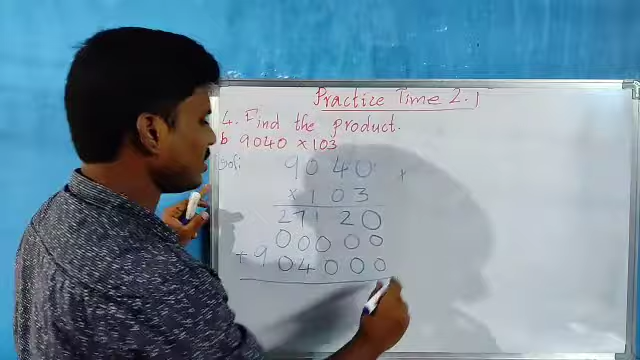 Practice Time 2.1
4. Find the product.
b 9040 × 103
Sol:
9040 +
× 103
27120
00000
+ 904000